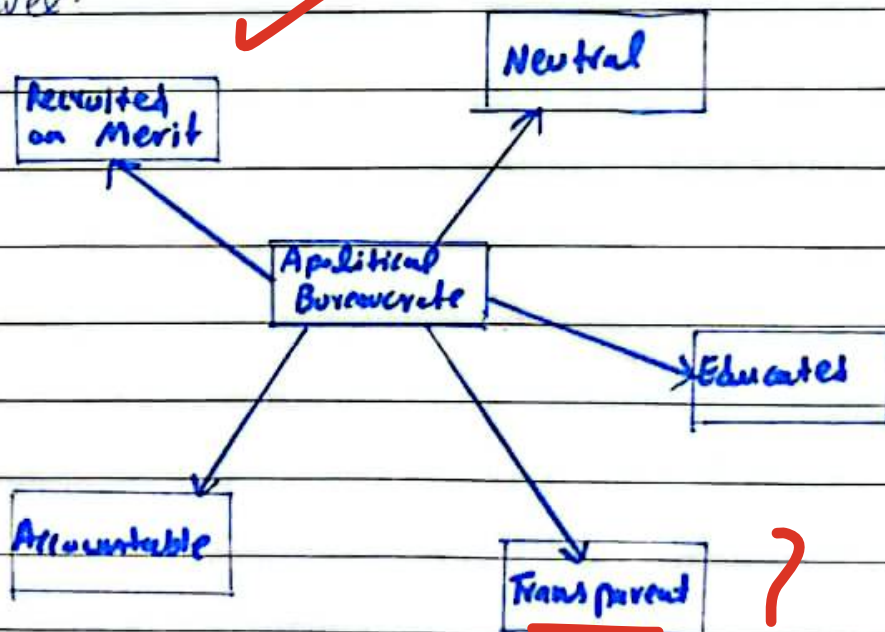 Neutral
Recruited
on Merit
Apolitical
Bureaucrate
Educated
Accountable
Transparent
?